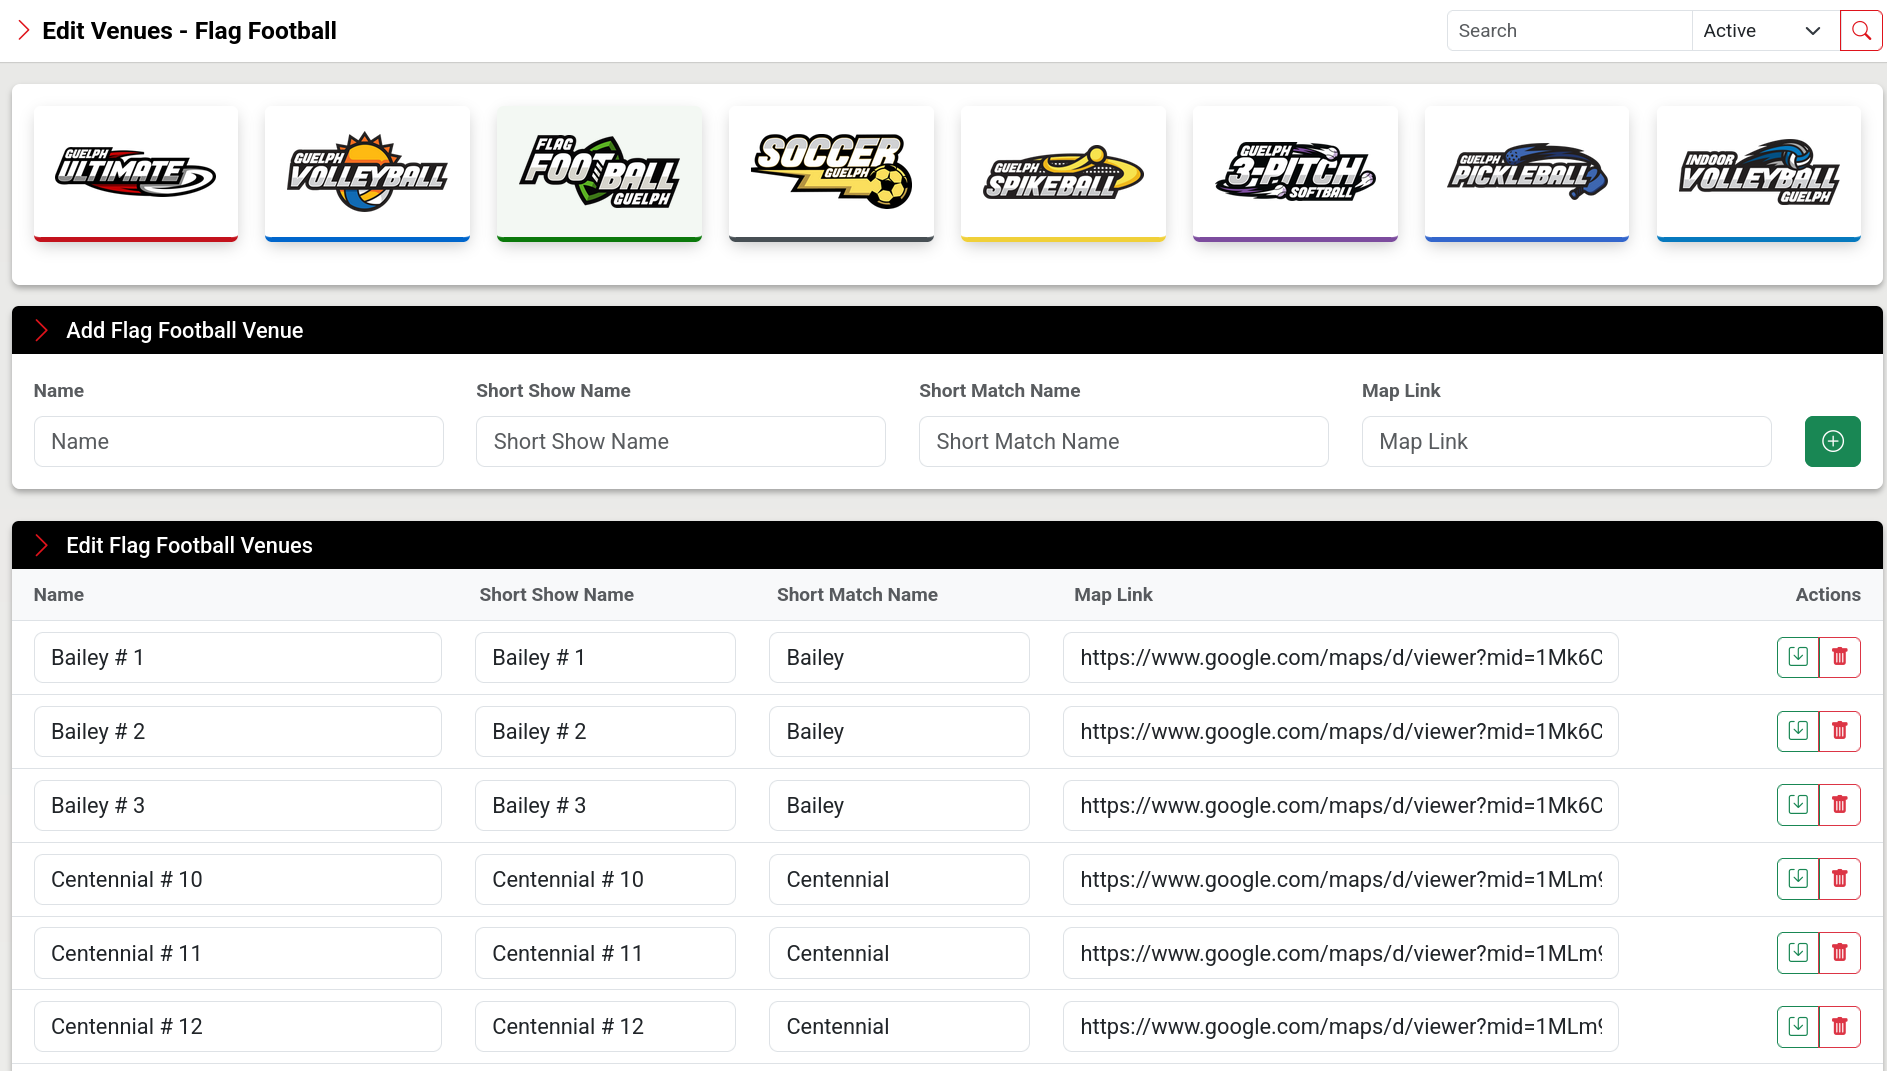 Edit Venues - Flag Football
Search
Active
GUELPH
ULTIMATE
GUELPH
VOLLEYBALL
FLAG
FOOTBALL
GUELPH
SOCCER
GUELPH
GUELPH
SPIKEBALL
GUELPH
3-PITCH
SOFTBALL
GUELPH
PICKLEBALL
INDOOR
VOLLEYBALL
GUELPH
Add Flag Football Venue
Name Short Show Name Short Match Name Map Link
Name Short Show Name Short Match Name Map Link
Edit Flag Football Venues
Name Short Show Name Short Match Name Map Link Actions
Bailey # 1 Bailey # 1 Bailey https://www.google.com/maps/d/viewer?mid=1Mk6C
Bailey # 2 Bailey # 2 Bailey https://www.google.com/maps/d/viewer?mid=1Mk6C
Bailey # 3 Bailey # 3 Bailey https://www.google.com/maps/d/viewer?mid=1Mk6C
Centennial # 10 Centennial # 10 Centennial https://www.google.com/maps/d/viewer?mid=1MLm9
Centennial # 11 Centennial # 11 Centennial https://www.google.com/maps/d/viewer?mid=1MLm9
Centennial # 12 Centennial # 12 Centennial https://www.google.com/maps/d/viewer?mid=1MLm9